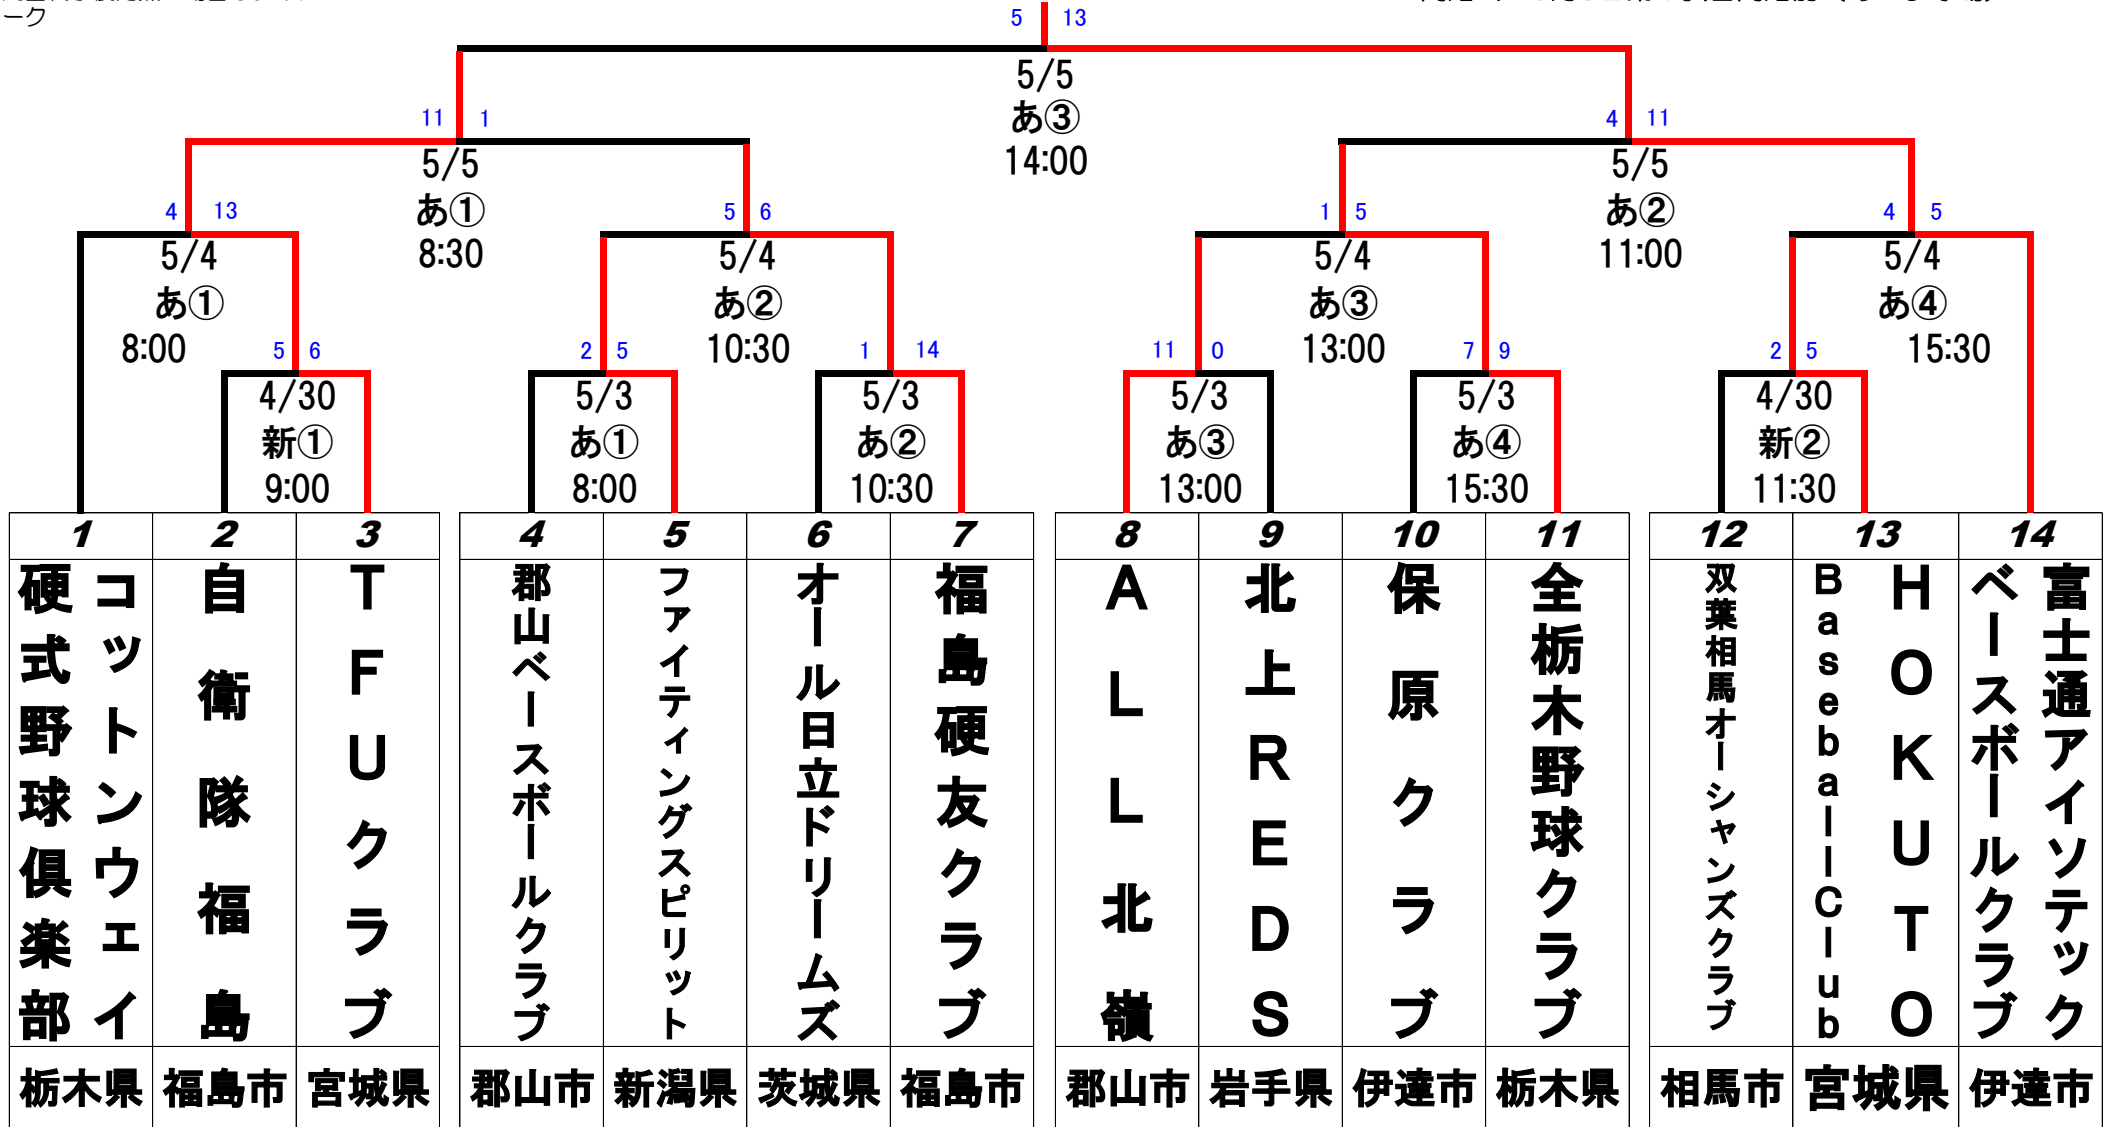 ーク
5 13
5/5
あ③
14:00
11 1
5/5
あ①
8:30
4 11
5/5
あ②
11:00
4 13
5/4
あ①
8:00
5 6
5/4
あ②
10:30
1 5
5/4
あ③
13:00
4 5
5/4
あ④
15:30
5 6
4/30
新①
9:00
2 5
5/3
あ①
8:00
1 14
5/3
あ②
10:30
11 0
5/3
あ③
13:00
7 9
5/3
あ④
15:30
2 5
4/30
新②
11:30
1 2 3 4 5 6 7 8 9 10 11 12 13 14
コットンウェイ
硬式野球倶楽部
自衛隊福島
TFUクラブ
郡山ベースボールクラブ
ファイティングスピリット
オール日立ドリームズ
福島硬友クラブ
ALL北嶺
北上REDS
保原クラブ
全栃木野球クラブ
双葉相馬オーシャンズクラブ
HOKUTO
BaseballClub
富士通アイソテック
ベースボールクラブ
栃木県 福島市 宮城県 郡山市 新潟県 茨城県 福島市 郡山市 岩手県 伊達市 栃木県 相馬市 宮城県 伊達市